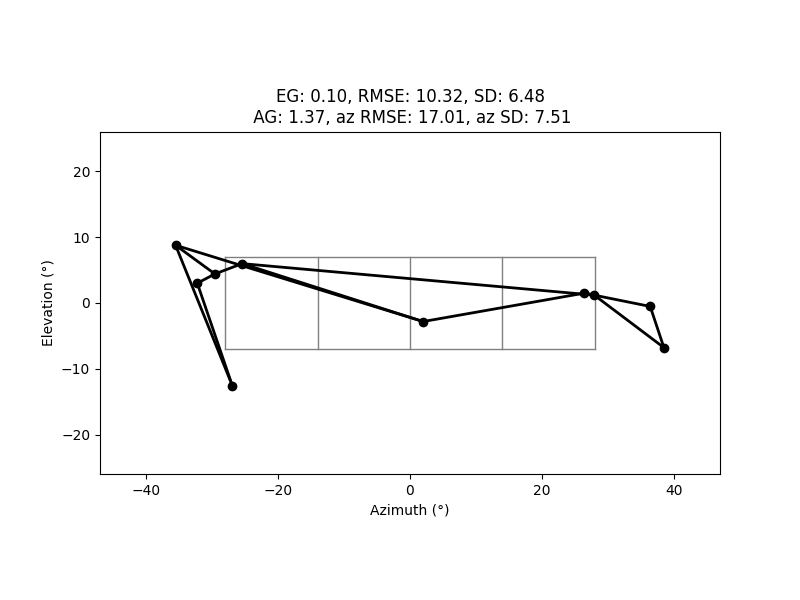 EG: 0.10, RMSE: 10.32, SD: 6.48
AG: 1.37, az RMSE: 17.01, az SD: 7.51
20
10
0
−10
−20
Elevation (°)
−40
−20
0
20
40
Azimuth (°)